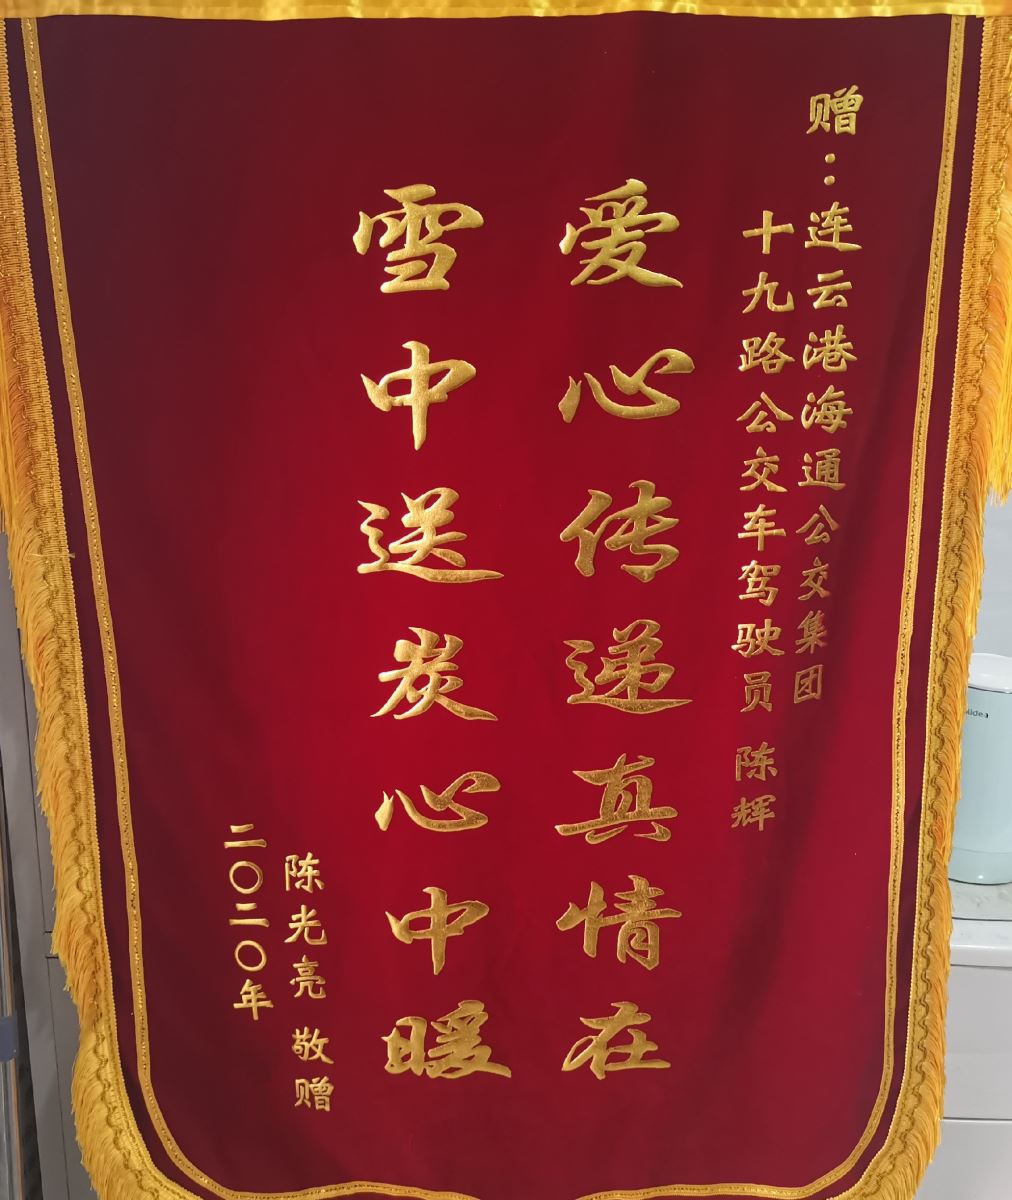 赠：连云港海通公交集团
十九路公交车驾驶员 陈辉
爱心传递真情在
雪中送炭心中暖
陈光亮 敬赠
二〇二〇年